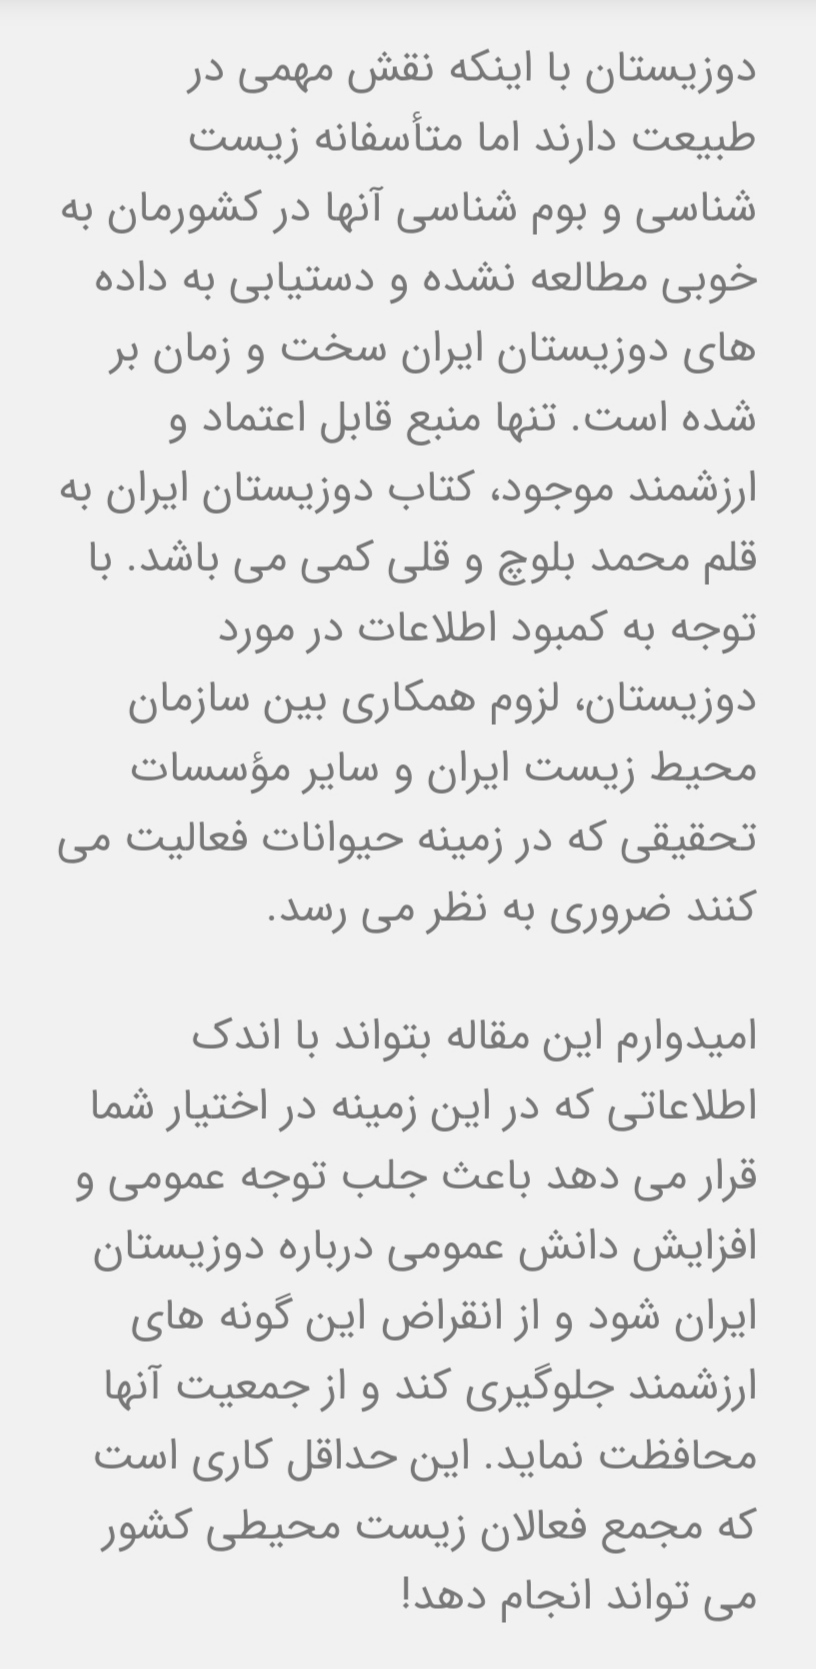 دوزیستان با اینکه نقش مهمی در
طبیعت دارند اما متأسفانه زیست
شناسی و بوم شناسی آنها در کشورمان به
خوبی مطالعه نشده و دستیابی به داده
های دوزیستان ایران سخت و زمان بر
شده است. تنها منبع قابل اعتماد و
ارزشمند موجود، کتاب دوزیستان ایران به
قلم محمد بلوچ و قلی کمی می باشد. با
توجه به کمبود اطلاعات در مورد
دوزیستان، لزوم همکاری بین سازمان
محیط زیست ایران و سایر مؤسسات
تحقیقی که در زمینه حیوانات فعالیت می
کنند ضروری به نظر می رسد.
امیدوارم این مقاله بتواند با اندک
اطلاعاتی که در این زمینه در اختیار شما
قرار می دهد باعث جلب توجه عمومی و
افزایش دانش عمومی درباره دوزیستان
ایران شود و از انقراض این گونه های
ارزشمند جلوگیری کند و از جمعیت آنها
محافظت نماید. این حداقل کاری است
که مجمع فعالان زیست محیطی کشور
می تواند انجام دهد!